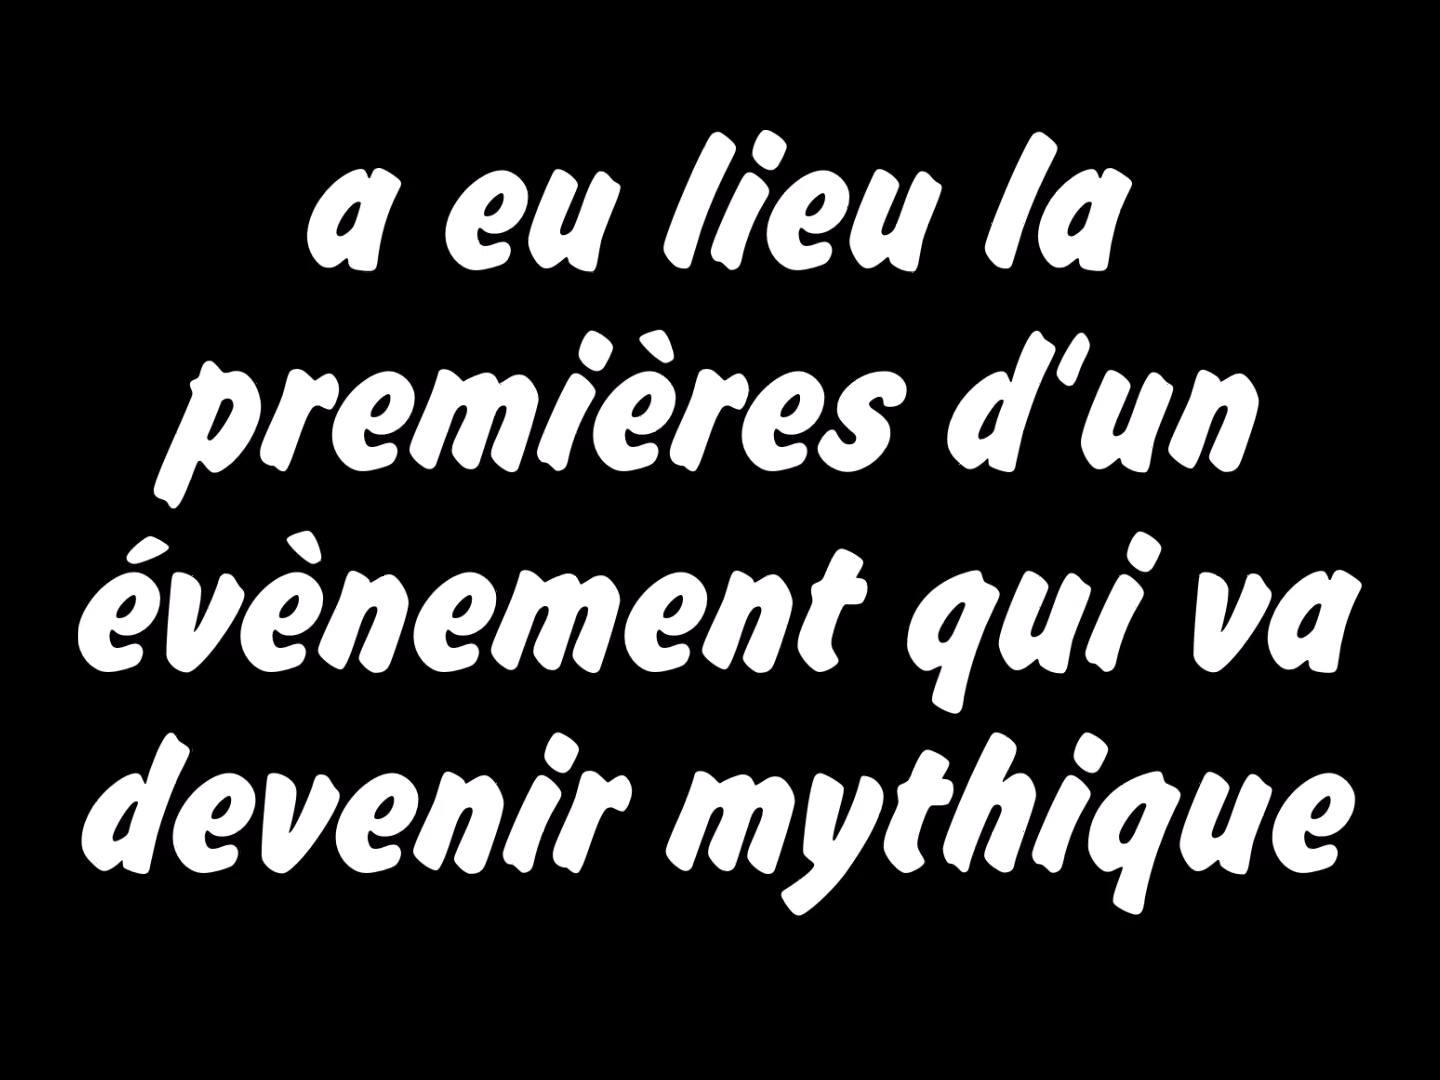 a eu lieu la
premières d'un
évènement qui va
devenir mythique